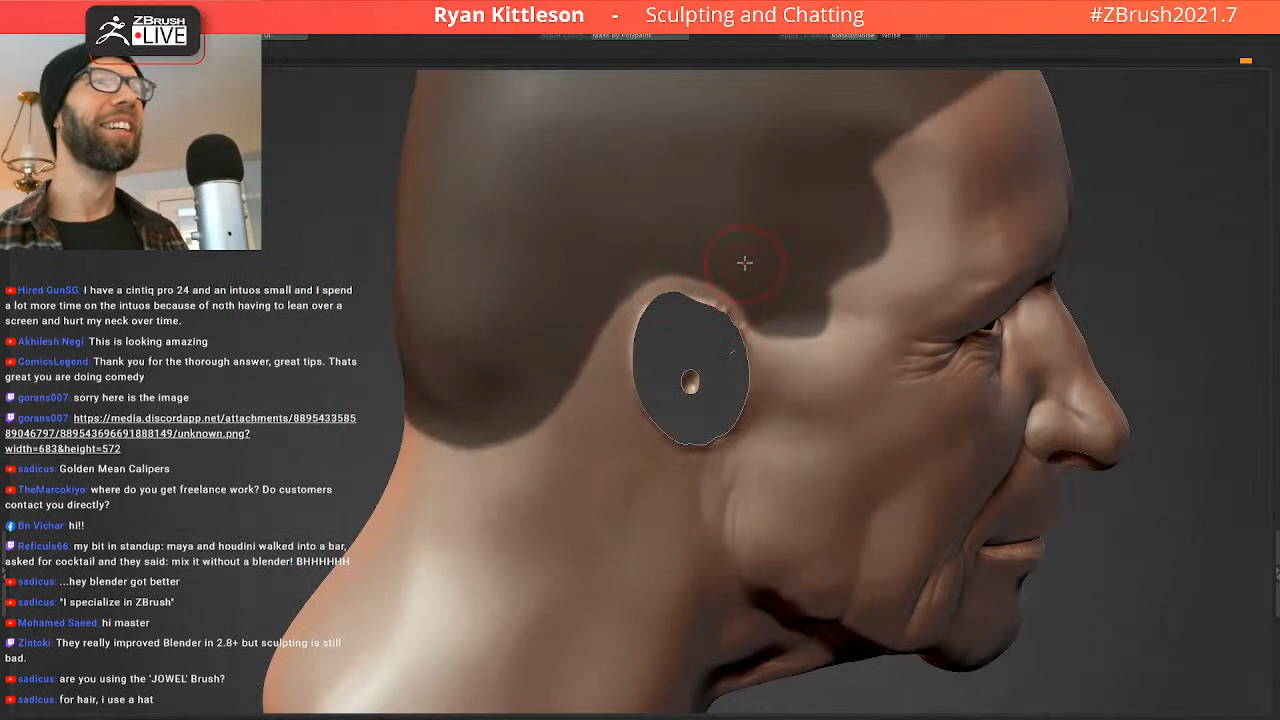 Ryan Kittleson - Sculpting and Chatting #ZBrush2021.7
ZBRUSH
LIVE
Mask By Polypaint MaskByNoise Noise
Hired GunSG: I have a cintiq pro 24 and an intuos small and I spend
a lot more time on the intuos because of noth having to lean over a
screen and hurt my neck over time.
Akhilesh Negi: This is looking amazing
ComicsLegend: Thank you for the thorough answer, great tips. Thats
great you are doing comedy
gorans007: sorry here is the image
gorans007: https://media.discordapp.net/attachments/8895433585
89046797/889543696691888149/unknown.png?
width=683&height=572
sadicus: Golden Mean Calipers
TheMarcokiyo: where do you get freelance work? Do customers
contact you directly?
Bn Vichar: hi!!
Reficuls66: my bit in standup: maya and houdini walked into a bar,
asked for cocktail and they said: mix it without a blender! BHHHHHH
sadicus: ...hey blender got better
sadicus: "I specialize in ZBrush"
Mohamed Saeed: hi master
Zintoki: They really improved Blender in 2.8+ but sculpting is still
bad.
sadicus: are you using the 'JOWEL' Brush?
sadicus: for hair, i use a hat